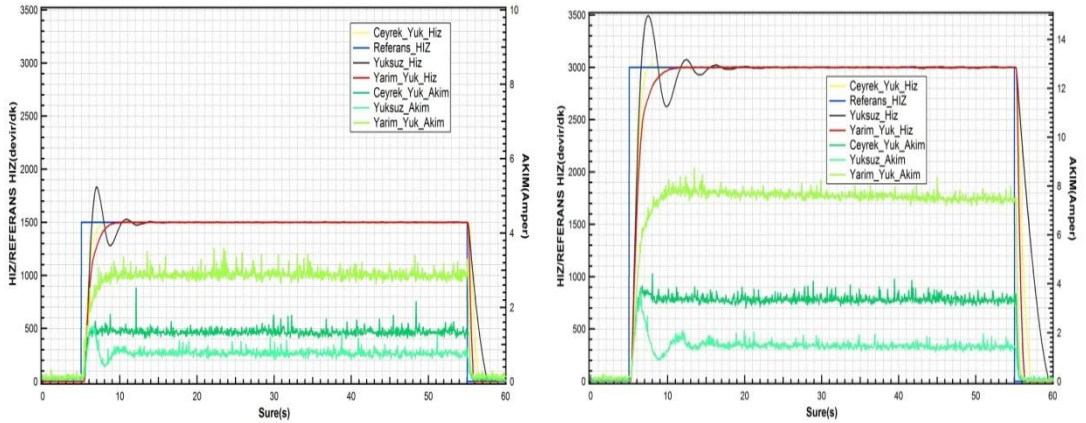 3500
3000
2500
2000
1500
1000
500
0
HIZ/REFERANS HIZ(devir/dk)
Ceyrek_Yuk_Hiz
Referans_HIZ
Yuksuz_Hiz
Yarim_Yuk_Hiz
Ceyrek_Yuk_Akim
Yuksuz_Akim
Yarim_Yuk_Akim
10
8
6
4
2
0
AKIM(Amper)
0 10 20 30 40 50 60
Sure(s)
3500
3000
2500
2000
1500
1000
500
0
HIZ/REFERANS HIZ(devir/dk)
Ceyrek_Yuk_Hiz
Referans_HIZ
Yuksuz_Hiz
Yarim_Yuk_Hiz
Ceyrek_Yuk_Akim
Yuksuz_Akim
Yarim_Yuk_Akim
14
12
10
8
6
4
2
0
AKIM(Amper)
0 10 20 30 40 50 60
Sure(s)